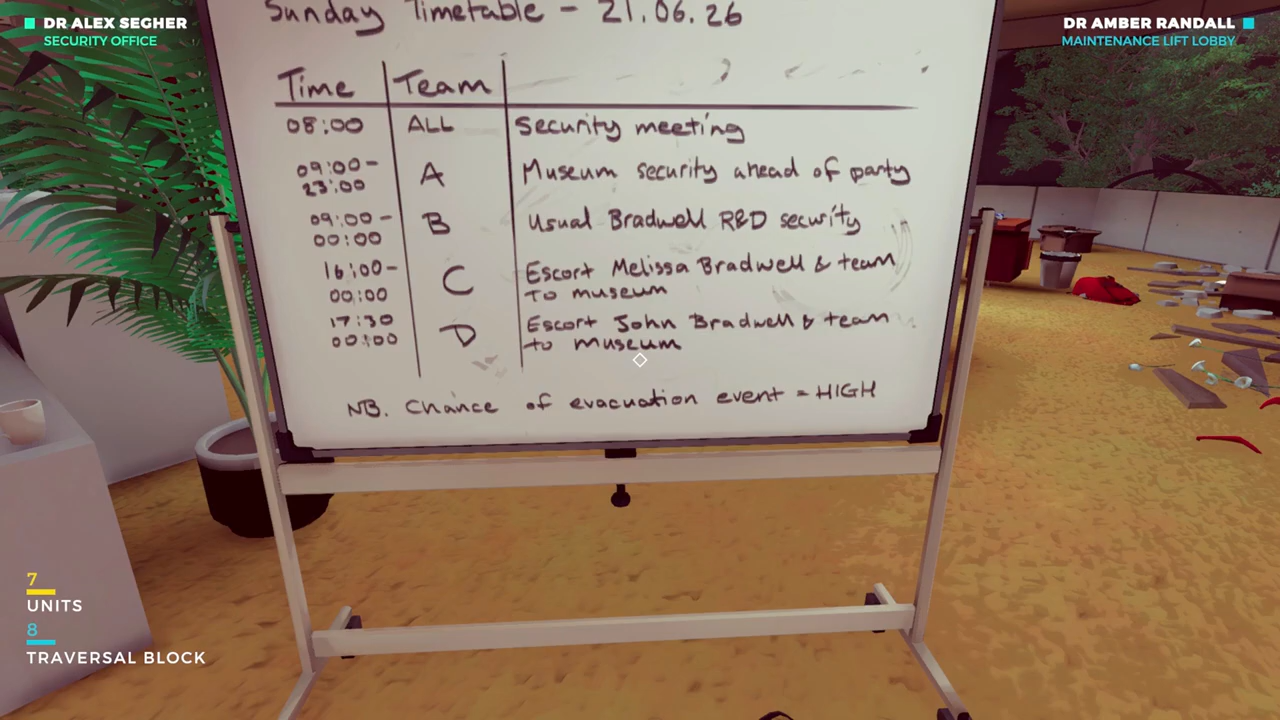 DR ALEX SEGHER
SECURITY OFFICE
DR AMBER RANDALL
MAINTENANCE LIFT LOBBY
Sunday Timetable - 21.06.26
Time Team
08:00 ALL Security meeting
09:00-
23:00 A Museum security ahead of party
09:00-
00:00 B Usual Bradwell R&D security
16:00- C Escort Melissa Bradwell & team
00:00 to museum
17:30 D Escort John Bradwell & team
00:00 to museum
NB. Chance of evacuation event = HIGH
7
UNITS
8
TRAVERSAL BLOCK